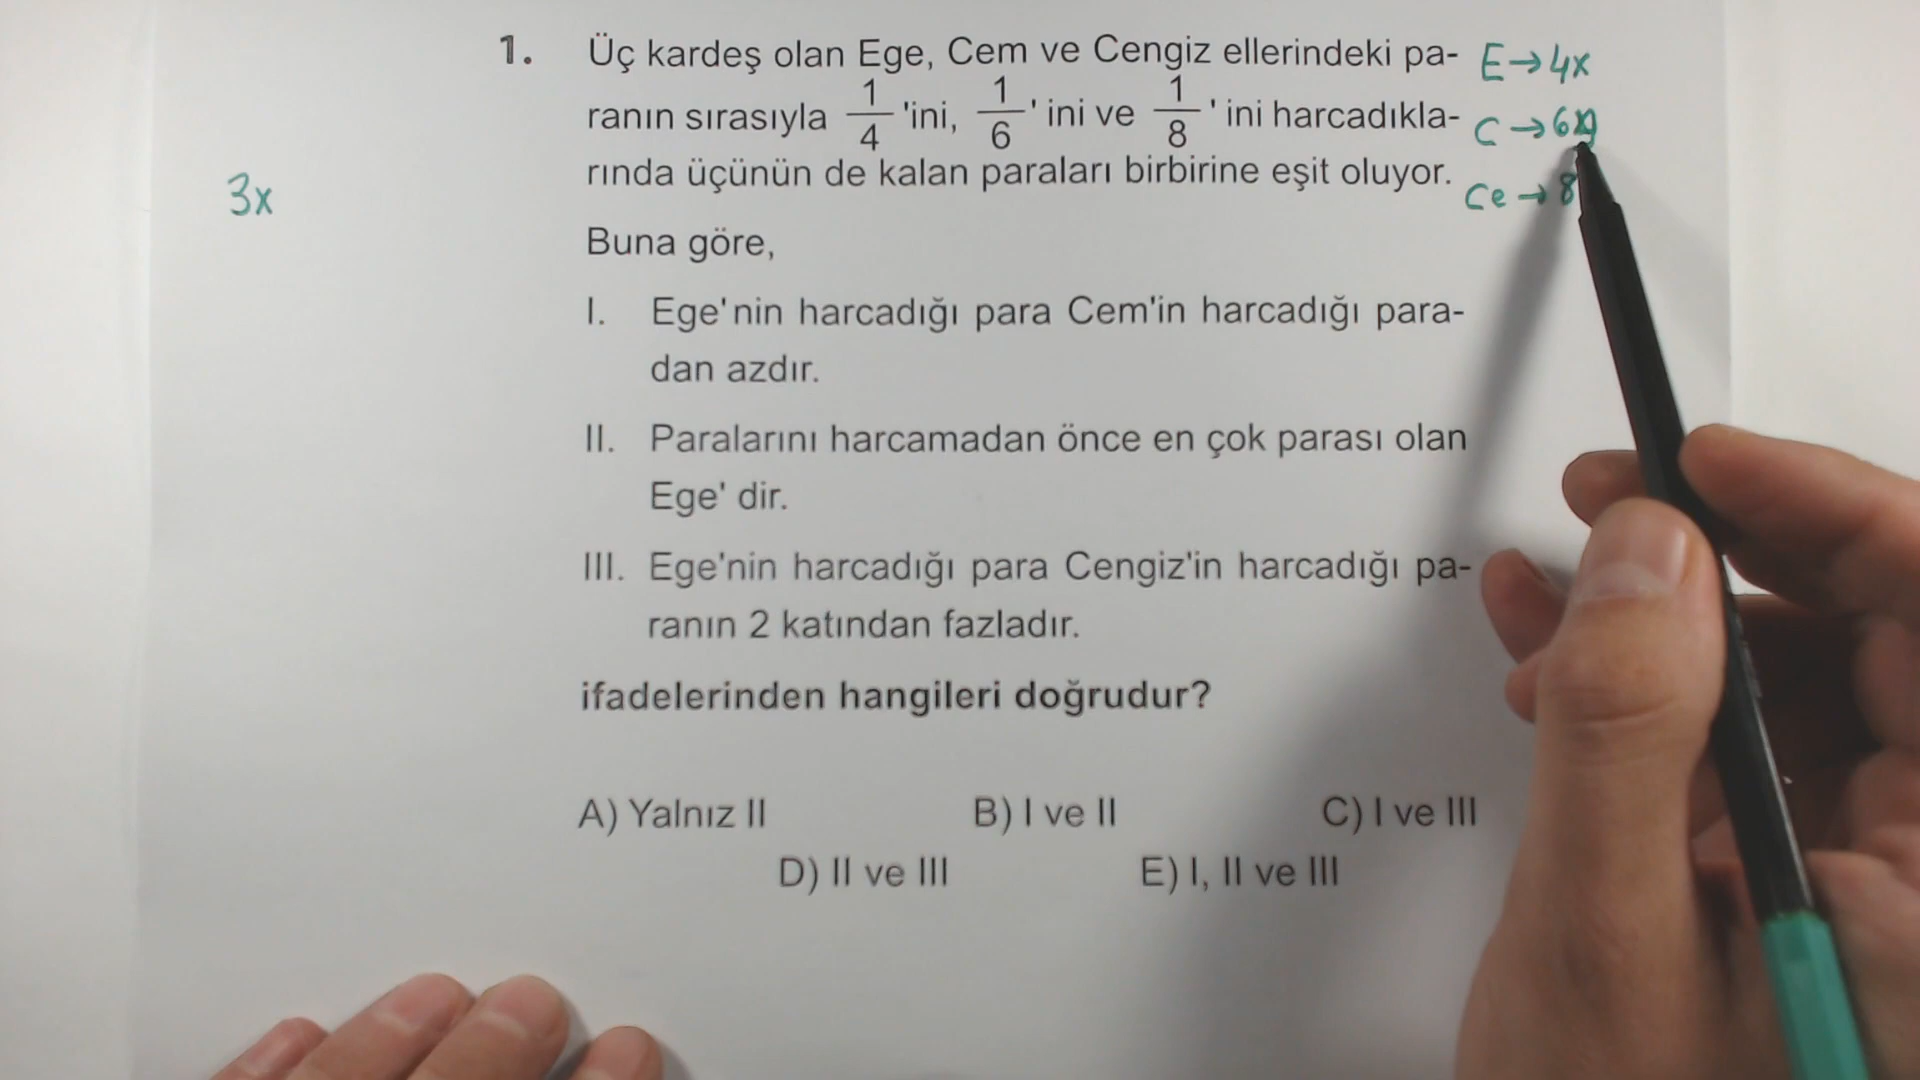 1. Üç kardeş olan Ege, Cem ve Cengiz ellerindeki pa-
ranın sırasıyla 1/4 'ini, 1/6 ' ini ve 1/8 ' ini harcadıkla-
rında üçünün de kalan paraları birbirine eşit oluyor.
E→4x
C→6
Ce→8
3x
Buna göre,
I. Ege'nin harcadığı para Cem'in harcadığı para-
dan azdır.
II. Paralarını harcamadan önce en çok parası olan
Ege' dir.
III. Ege'nin harcadığı para Cengiz'in harcadığı pa-
ranın 2 katından fazladır.
ifadelerinden hangileri doğrudur?
A) Yalnız II B) I ve II C) I ve III
D) II ve III E) I, II ve III